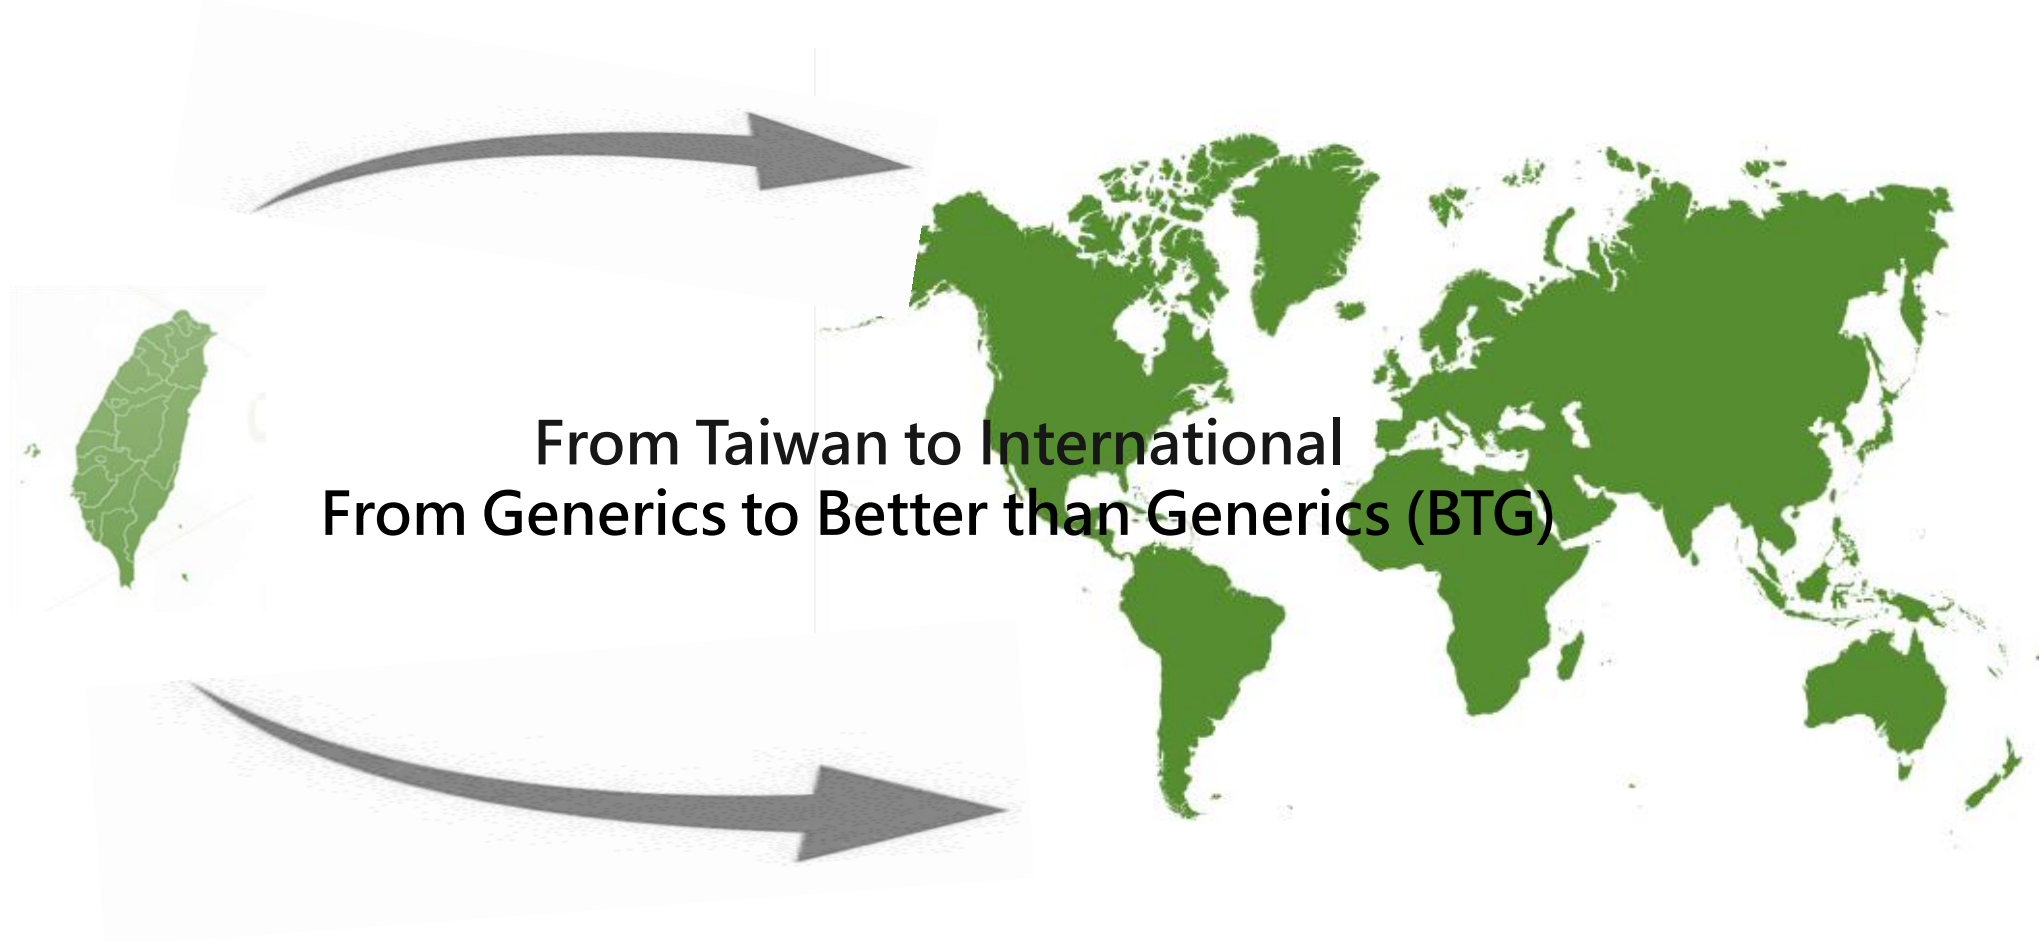 From Taiwan to International
From Generics to Better than Generics (BTG)